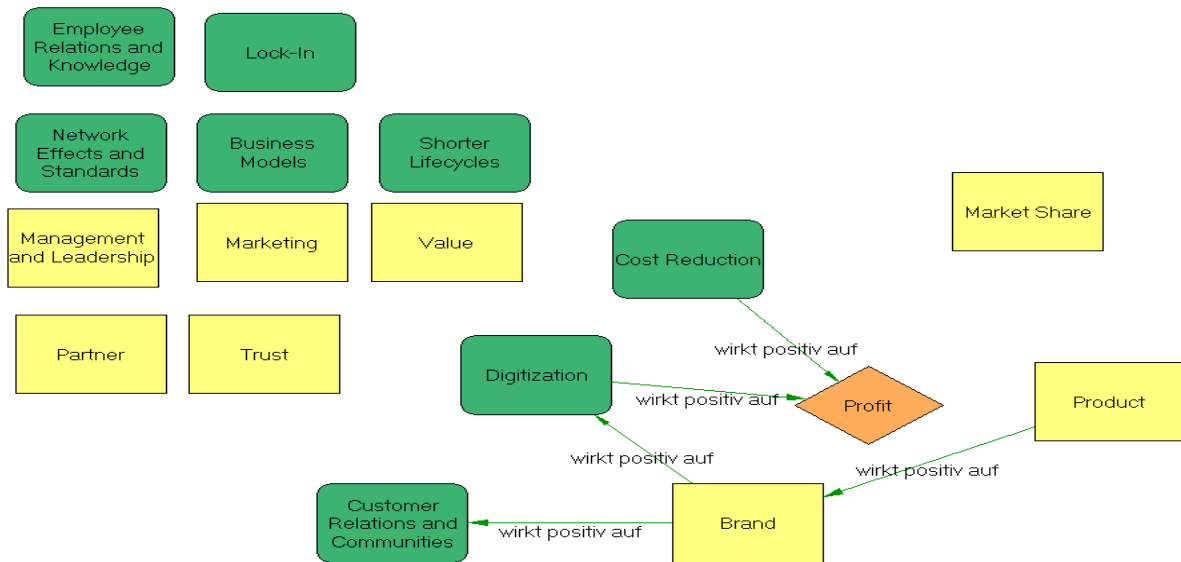 Employee
Relations and
Knowledge
Lock-In
Network
Effects and
Standards
Business
Models
Shorter
Lifecycles
Management
and Leadership
Marketing
Value
Market Share
Cost Reduction
Partner
Trust
wirkt positiv auf
Digitization
wirkt positiv auf
Profit
Product
wirkt positiv auf
wirkt positiv auf
Customer
Relations and
Communities
wirkt positiv auf
Brand